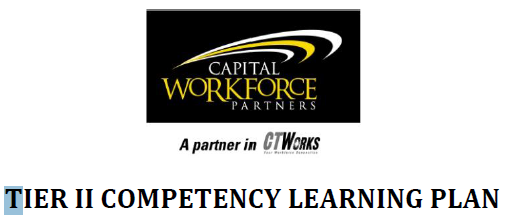 CAPITAL
WORKFORCE
PARTNERS
A partner in CTWORKS
TIER II COMPETENCY LEARNING PLAN